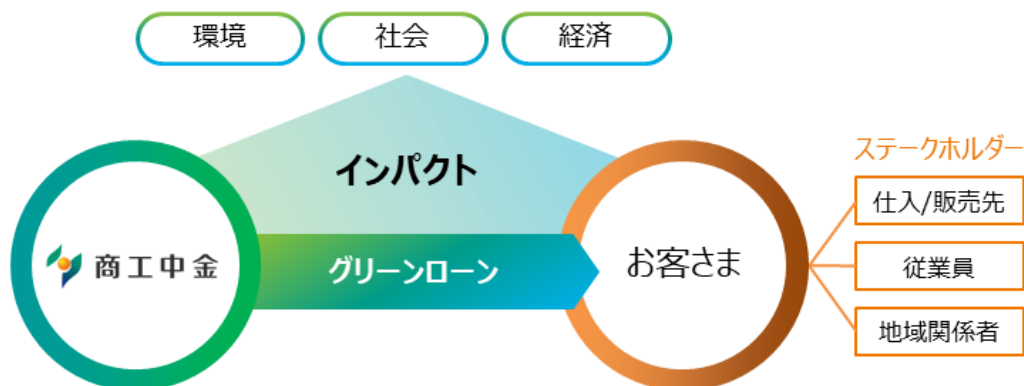 環境
社会
経済
インパクト
ステークホルダー
仕入/販売先
商工中金
グリーンローン
お客さま
従業員
地域関係者